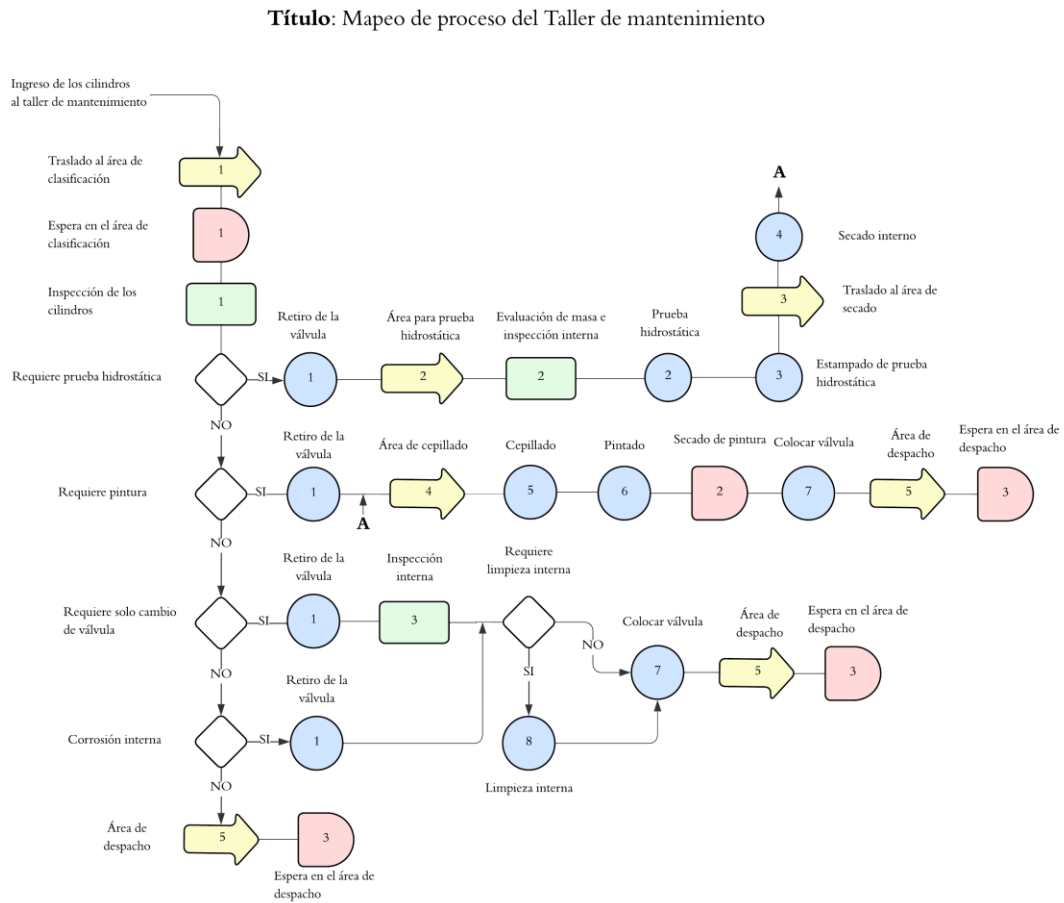 Título: Mapeo de proceso del Taller de mantenimiento
Ingreso de los cilindros
al taller de mantenimiento
Traslado al área de
clasificación
1
Espera en el área de
clasificación
1
Inspección de los
cilindros
1
A
4
Secado interno
3
Traslado al área de
secado
Retiro de la
válvula
Área para prueba
hidrostática
Evaluación de masa e
inspección interna
Prueba
hidrostática
Requiere prueba hidrostática
SI
1
2
2
2
3
Estampado de prueba
hidrostática
NO
Retiro de la
válvula
Área de cepillado
Cepillado
Pintado
Secado de pintura
Colocar válvula
Área de
despacho
Espera en el área de
despacho
Requiere pintura
SI
1
A
4
5
6
2
7
5
3
NO
Retiro de la
válvula
Inspección
interna
Requiere
limpieza interna
Requiere solo cambio
de válvula
SI
1
3
NO
SI
Colocar válvula
7
Área de
despacho
5
Espera en el área de
despacho
3
NO
Retiro de la
válvula
Corrosión interna
SI
1
8
Limpieza interna
NO
Área de
despacho
5
3
Espera en el área de
despacho